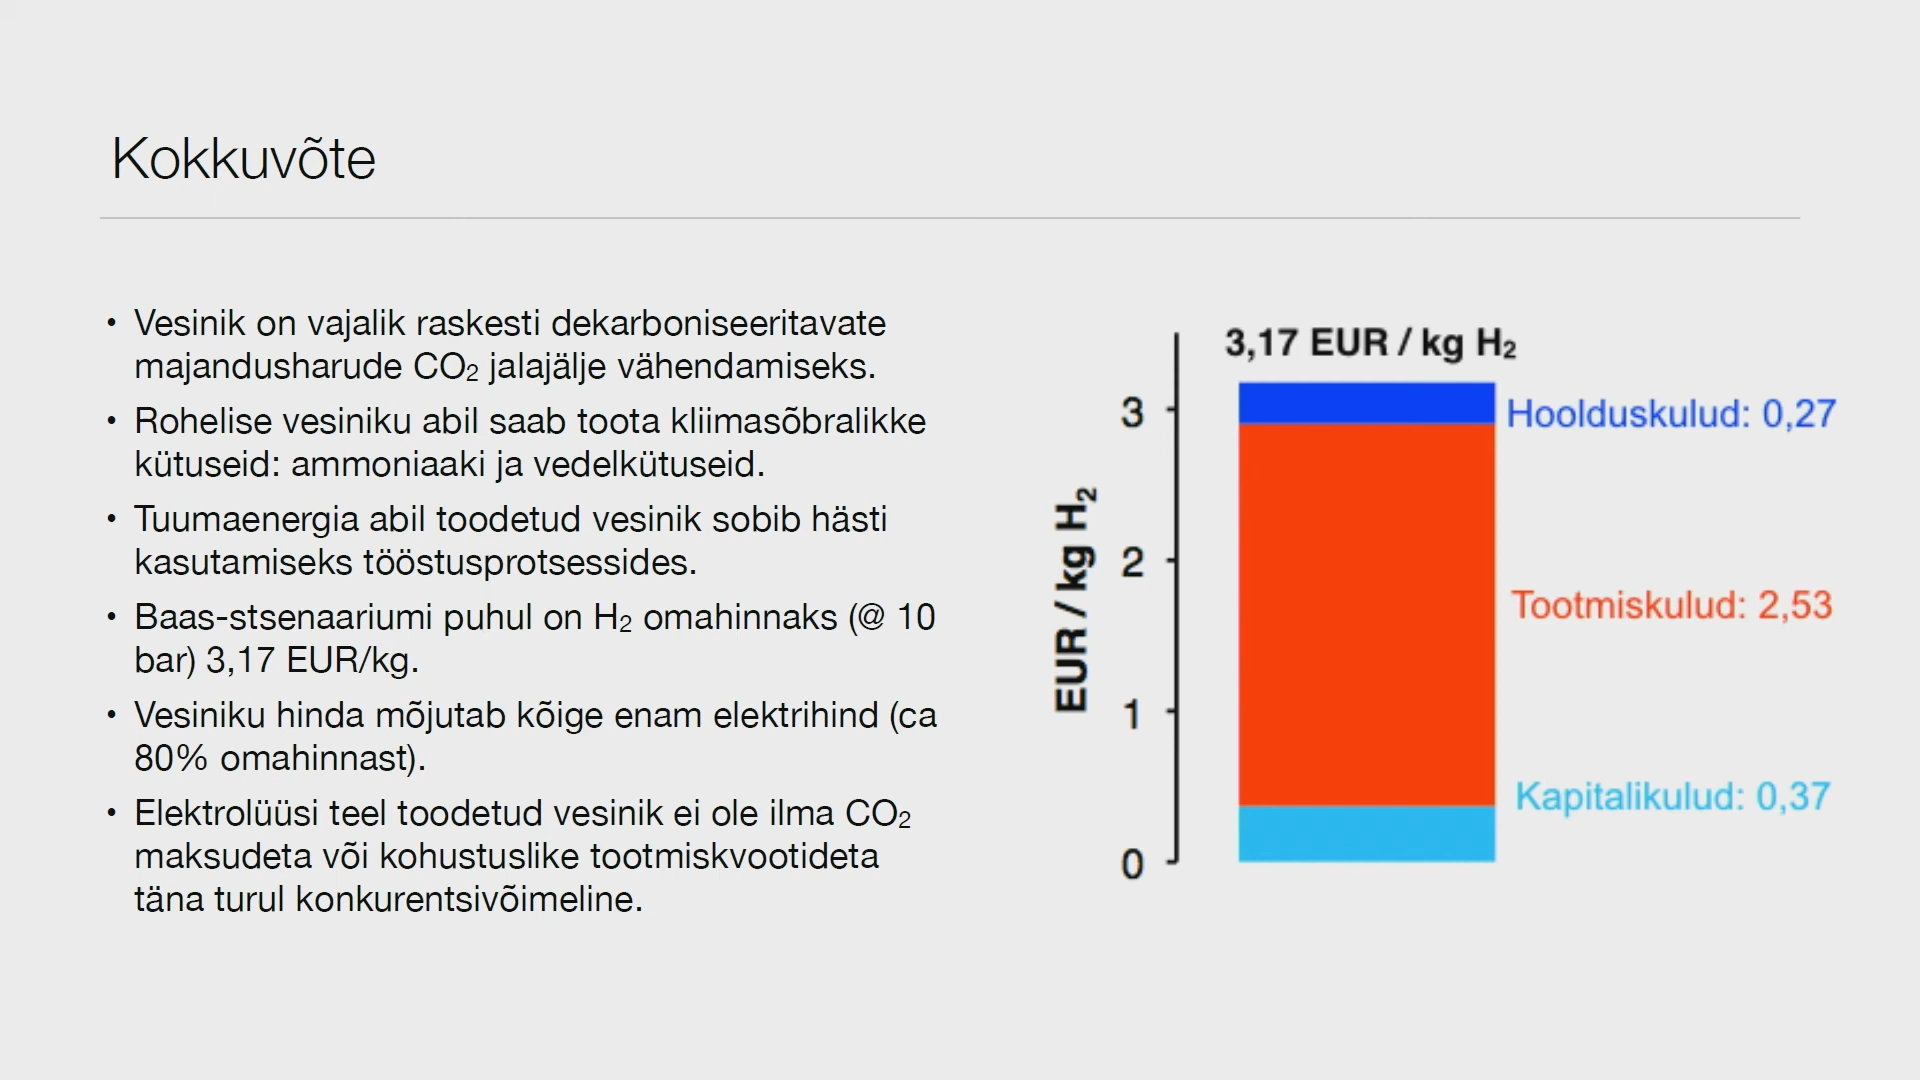 Kokkuvõte
• Vesinik on vajalik raskesti dekarboniseeritavate
majandusharude CO₂ jalajälje vähendamiseks.
• Rohelise vesiniku abil saab toota kliimasõbralikke
kütuseid: ammoniaaki ja vedelkütuseid.
• Tuumaenergia abil toodetud vesinik sobib hästi
kasutamiseks tööstusprotsessides.
• Baas-stsenaariumi puhul on H₂ omahinnaks (@ 10
bar) 3,17 EUR/kg.
• Vesiniku hinda mõjutab kõige enam elektrihind (ca
80% omahinnast).
• Elektrolüüsi teel toodetud vesinik ei ole ilma CO₂
maksudeta või kohustuslike tootmiskvootideta
täna turul konkurentsivõimeline.
3,17 EUR / kg H₂
EUR / kg H₂
3
2
1
0
Hoolduskulud: 0,27
Tootmiskulud: 2,53
Kapitalikulud: 0,37